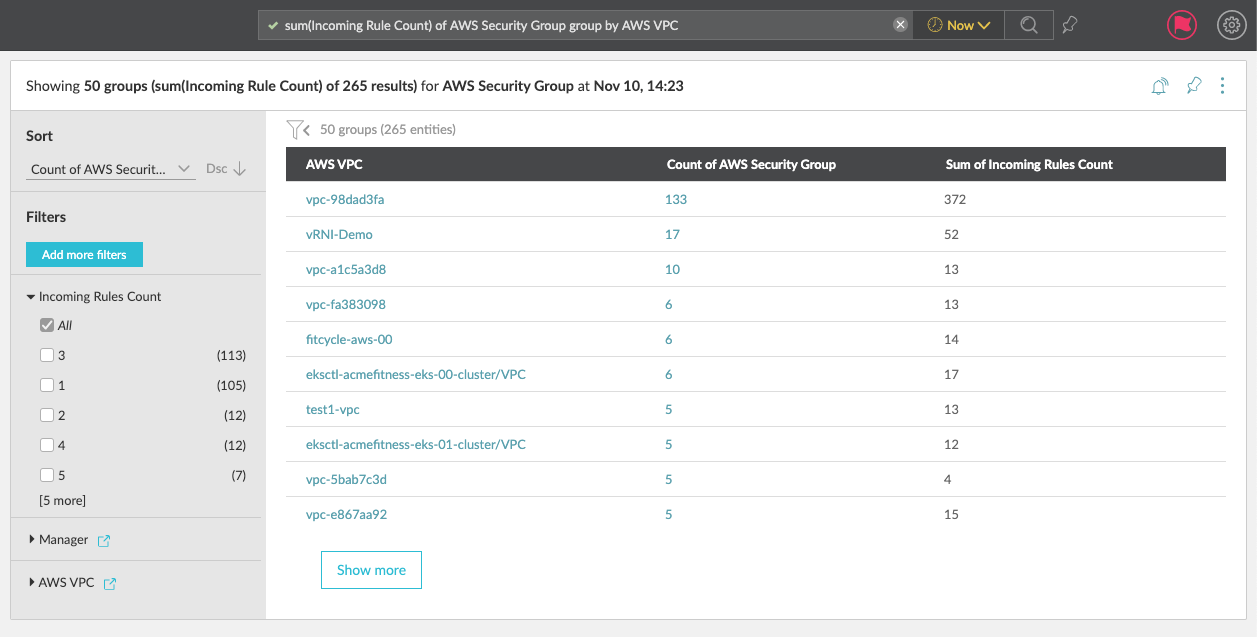 sum(Incoming Rule Count) of AWS Security Group group by AWS VPC
Now
Showing 50 groups (sum(Incoming Rule Count) of 265 results) for AWS Security Group at Nov 10, 14:23
Sort
Count of AWS Securit... Dsc
Filters
Add more filters
Incoming Rules Count
All
3 (113)
1 (105)
2 (12)
4 (12)
5 (7)
[5 more]
Manager
AWS VPC
50 groups (265 entities)
AWS VPC Count of AWS Security Group Sum of Incoming Rules Count
vpc-98dad3fa 133 372
vRNI-Demo 17 52
vpc-a1c5a3d8 10 13
vpc-fa383098 6 13
fitcycle-aws-00 6 14
eksctl-acmefitness-eks-00-cluster/VPC 6 17
test1-vpc 5 13
eksctl-acmefitness-eks-01-cluster/VPC 5 12
vpc-5bab7c3d 5 4
vpc-e867aa92 5 15
Show more